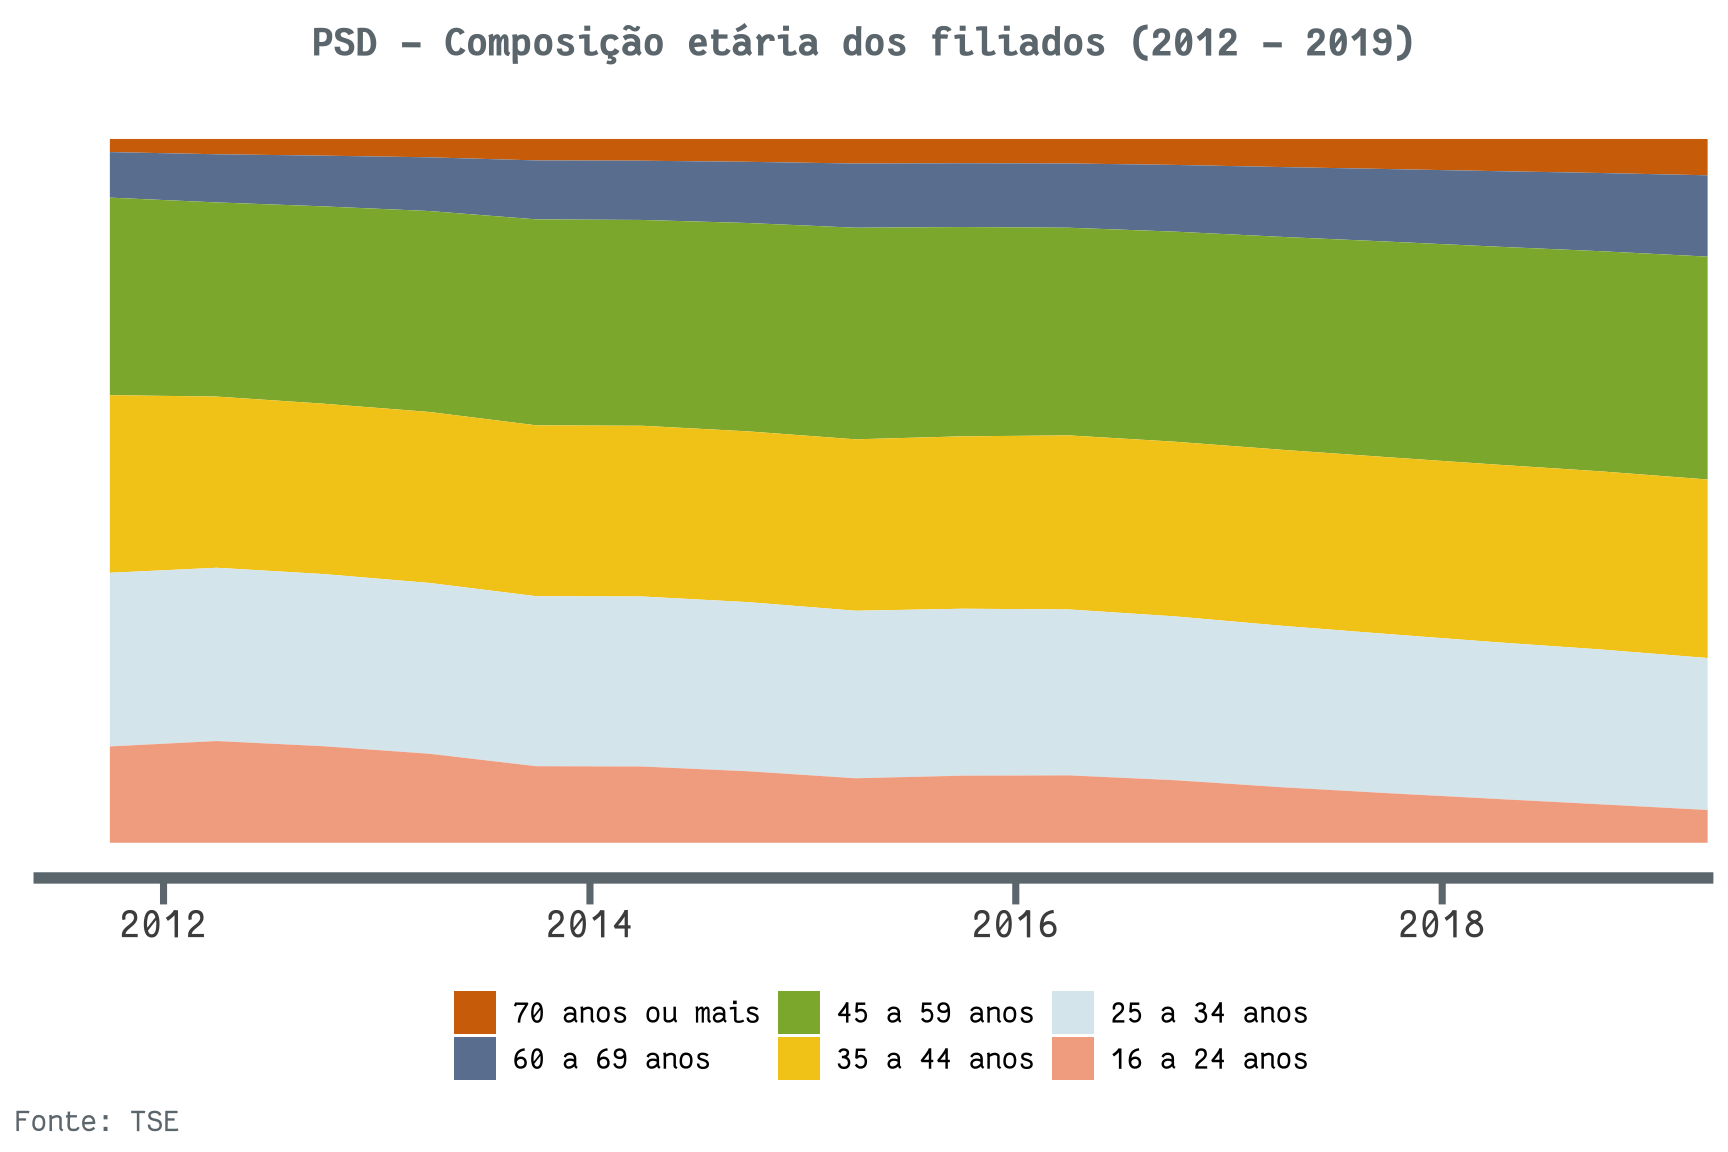 PSD – Composição etária dos filiados (2012 – 2019)
2012 2014 2016 2018
70 anos ou mais 45 a 59 anos 25 a 34 anos
60 a 69 anos 35 a 44 anos 16 a 24 anos
Fonte: TSE